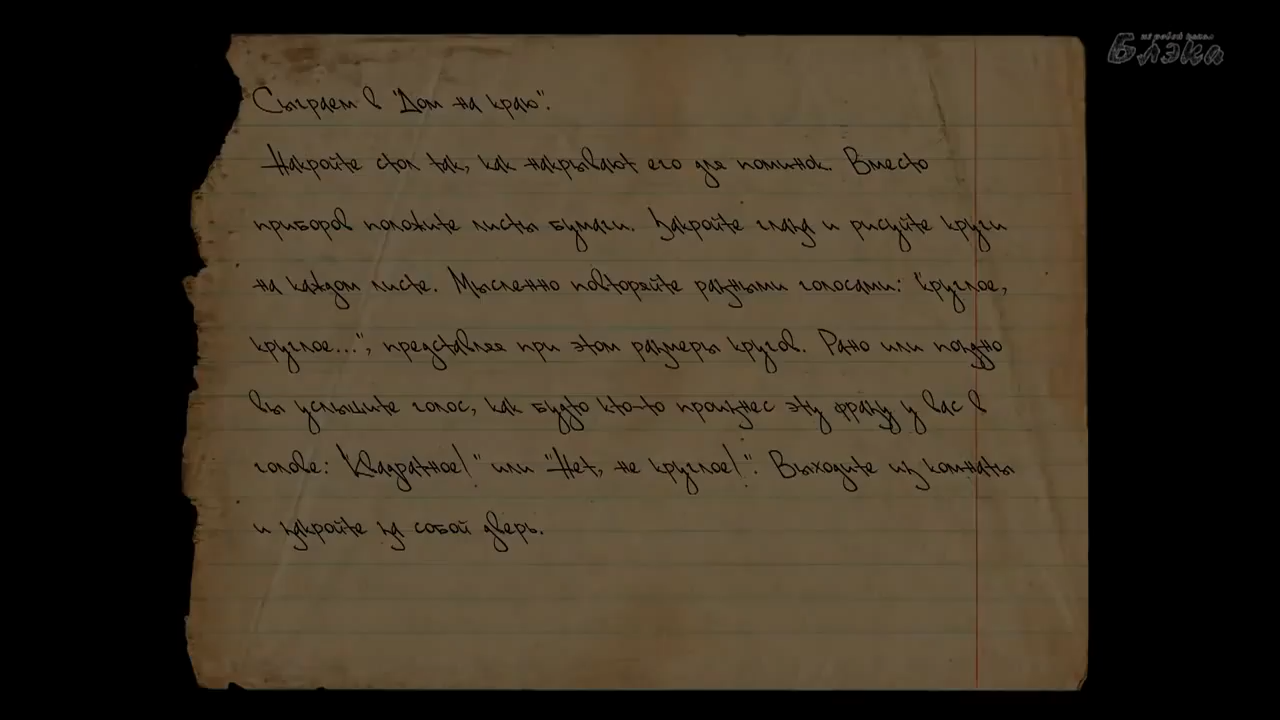 Блэка
Сыграем в "Дом на краю".
Накройте стол так, как накрывают его для поминок. Вместо
приборов положите листы бумаги. Закройте глаза и рисуйте круги
на каждом листе. Мысленно повторяйте разными голосами: "круглое,
круглое...", представляя при этом размеры кругов. Рано или поздно
вы услышите голос, как будто кто-то произнес эту фразу у вас в
голове: "Квадратное!" или "Нет, не круглое!". Выходите из комнаты
и закройте за собой дверь.